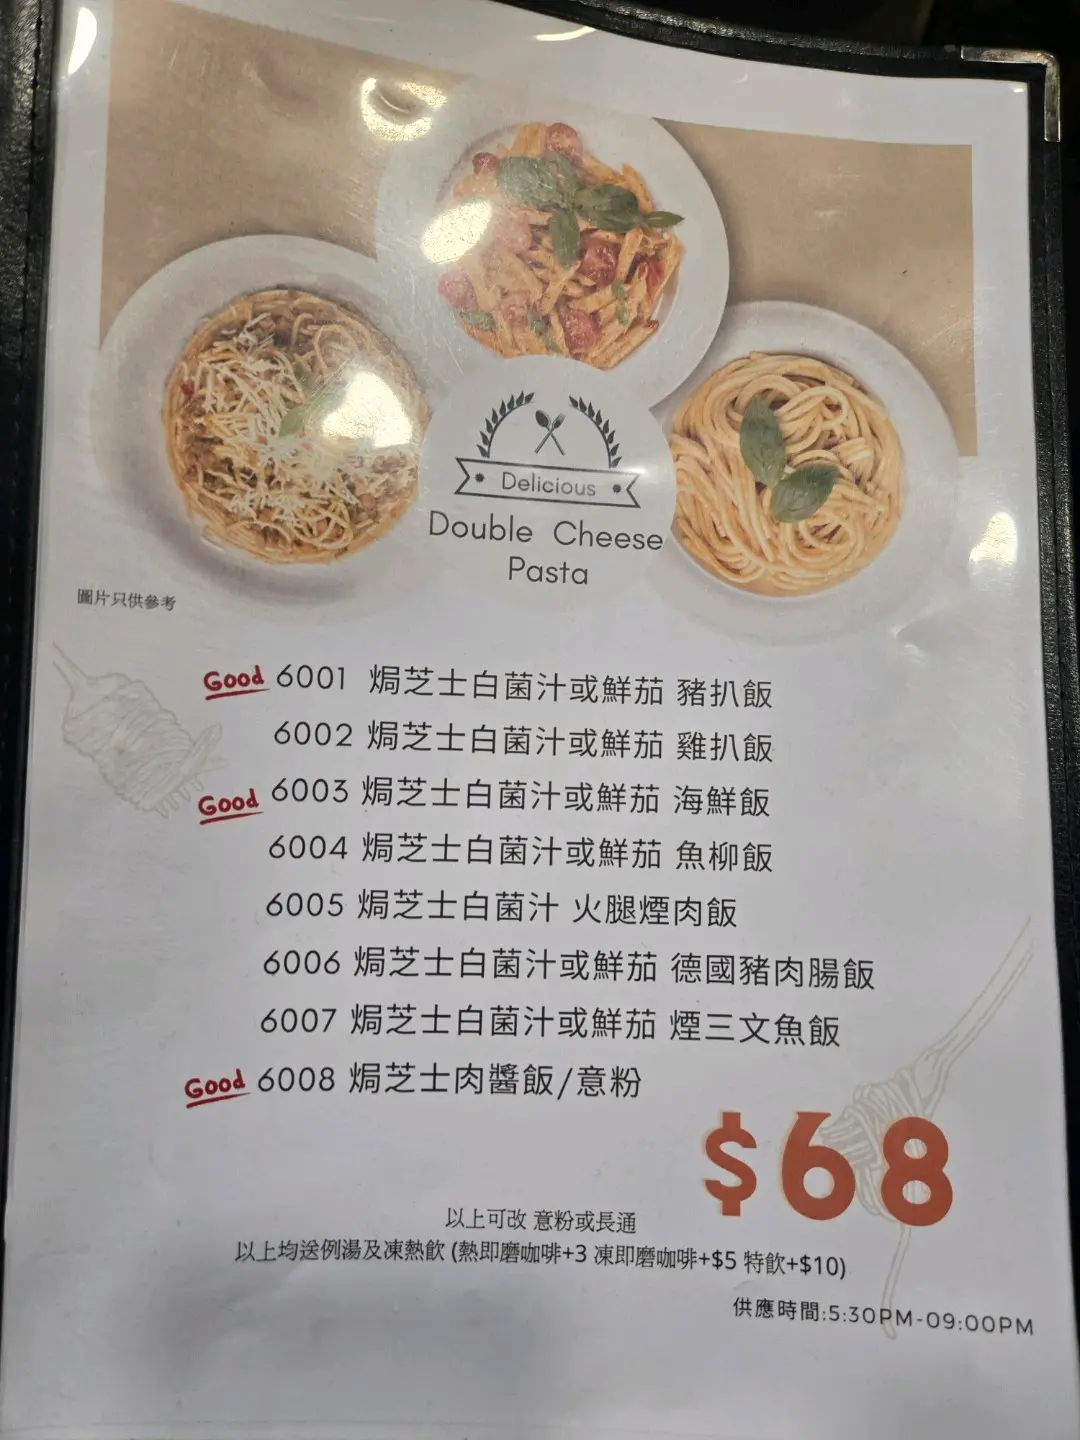 Delicious
Double Cheese
Pasta
圖片只供參考
Good 6001 焗芝士白菌汁或鮮茄 豬扒飯
6002 焗芝士白菌汁或鮮茄 雞扒飯
Good 6003 焗芝士白菌汁或鮮茄 海鮮飯
6004 焗芝士白菌汁或鮮茄 魚柳飯
6005 焗芝士白菌汁 火腿煙肉飯
6006 焗芝士白菌汁或鮮茄 德國豬肉腸飯
6007 焗芝士白菌汁或鮮茄 煙三文魚飯
Good 6008 焗芝士肉醬飯/意粉
$68
以上可改 意粉或長通
以上均送例湯及凍熱飲 (熱即磨咖啡+3 凍即磨咖啡+$5 特飲+$10)
供應時間:5:30PM-09:00PM